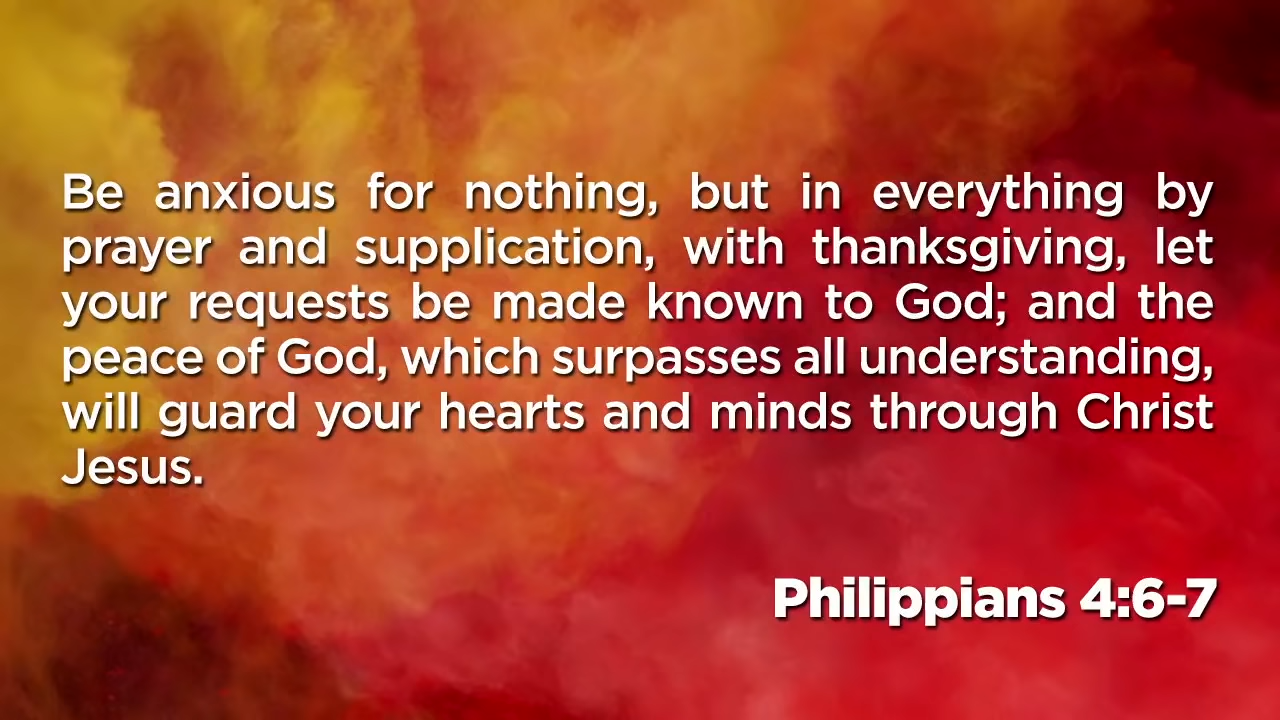 Be anxious for nothing, but in everything by
prayer and supplication, with thanksgiving, let
your requests be made known to God; and the
peace of God, which surpasses all understanding,
will guard your hearts and minds through Christ
Jesus.
Philippians 4:6-7